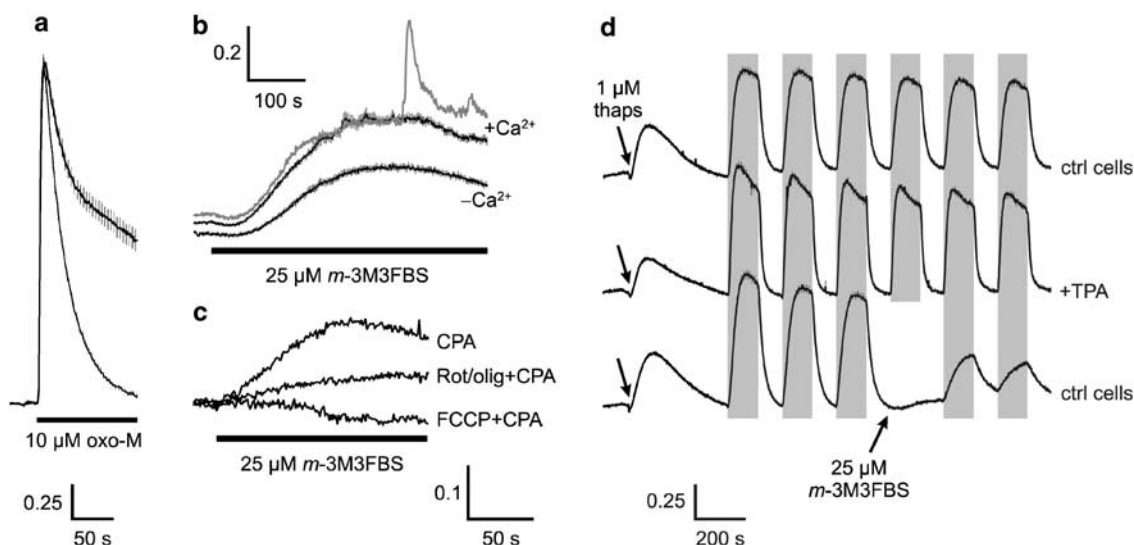 a
10 µM oxo-M
0.25
50 s
b
0.2
100 s
+Ca²⁺
−Ca²⁺
25 µM m-3M3FBS
c
CPA
Rot/olig+CPA
FCCP+CPA
25 µM m-3M3FBS
0.1
50 s
d
1 µM
thaps
ctrl cells
+TPA
ctrl cells
25 µM
m-3M3FBS
0.25
200 s